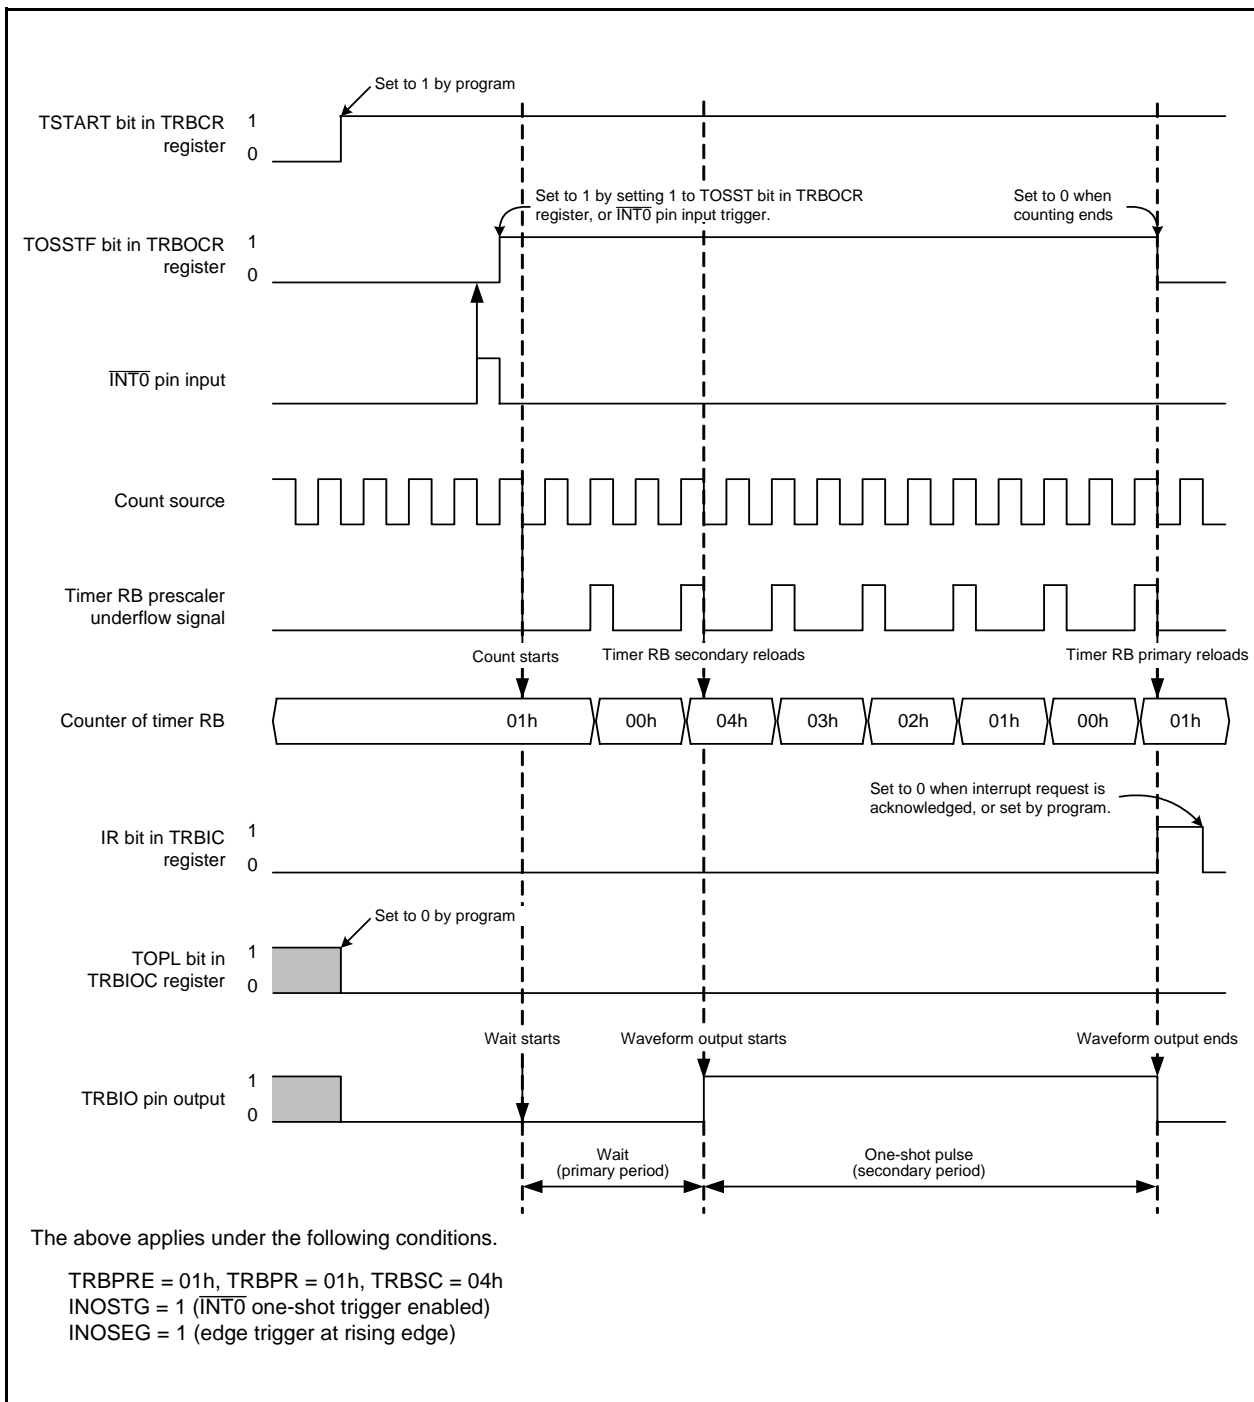 Set to 1 by program
TSTART bit in TRBCR
register
1
0
Set to 1 by setting 1 to TOSST bit in TRBOCR
register, or INT0 pin input trigger.
Set to 0 when
counting ends
TOSSTF bit in TRBOCR
register
1
0
INT0 pin input
Count source
Timer RB prescaler
underflow signal
Count starts
Timer RB secondary reloads
Timer RB primary reloads
Counter of timer RB
01h
00h
04h
03h
02h
01h
00h
01h
Set to 0 when interrupt request is
acknowledged, or set by program.
IR bit in TRBIC
register
1
0
Set to 0 by program
TOPL bit in
TRBIOC register
1
0
Wait starts
Waveform output starts
Waveform output ends
TRBIO pin output
1
0
Wait
(primary period)
One-shot pulse
(secondary period)
The above applies under the following conditions.
TRBPRE = 01h, TRBPR = 01h, TRBSC = 04h
INOSTG = 1 (INT0 one-shot trigger enabled)
INOSEG = 1 (edge trigger at rising edge)